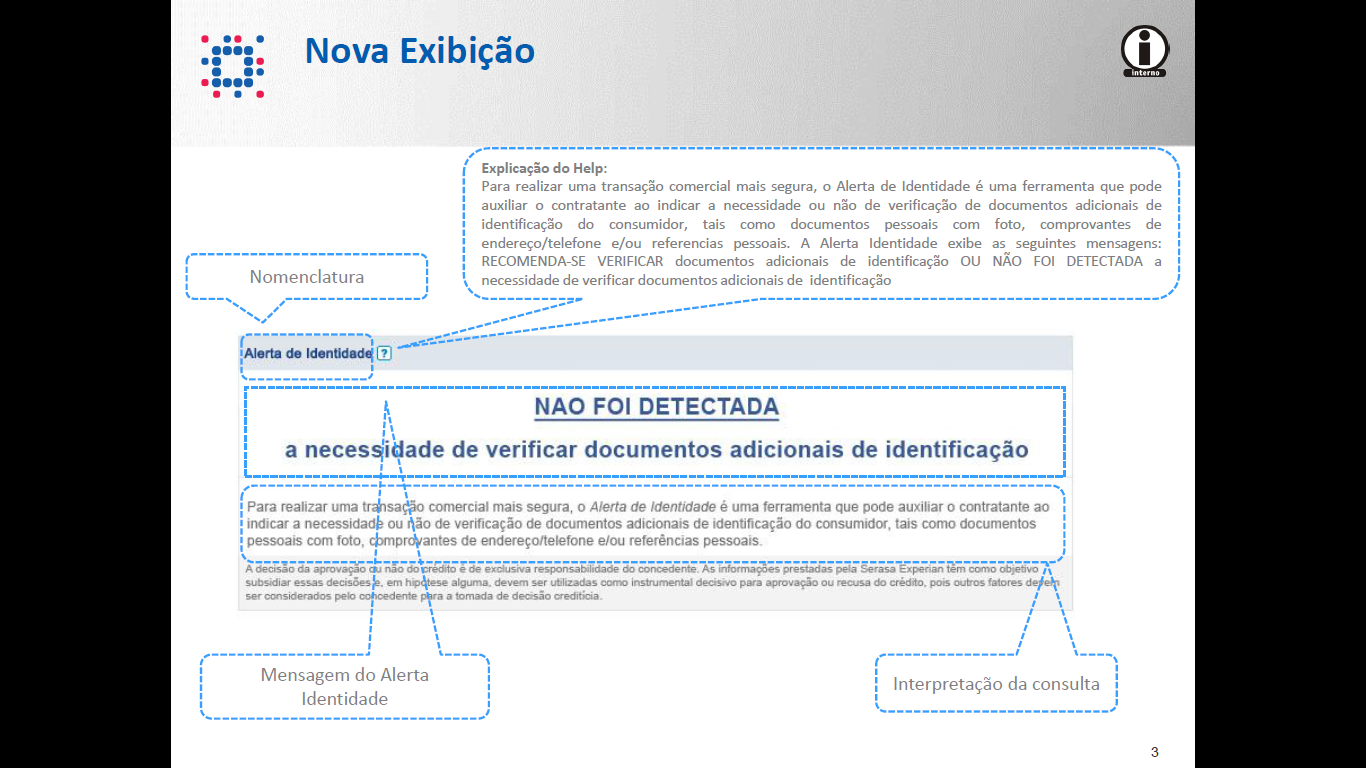 Nova Exibição
interno
Explicação do Help:
Para realizar uma transação comercial mais segura, o Alerta de Identidade é uma ferramenta que pode
auxiliar o contratante ao indicar a necessidade ou não de verificação de documentos adicionais de
identificação do consumidor, tais como documentos pessoais com foto, comprovantes de
endereço/telefone e/ou referencias pessoais. A Alerta Identidade exibe as seguintes mensagens:
RECOMENDA-SE VERIFICAR documentos adicionais de identificação OU NÃO FOI DETECTADA a
necessidade de verificar documentos adicionais de identificação
Nomenclatura
Alerta de Identidade ?
NAO FOI DETECTADA
a necessidade de verificar documentos adicionais de identificação
Para realizar uma transação comercial mais segura, o Alerta de Identidade é uma ferramenta que pode auxiliar o contratante ao
indicar a necessidade ou não de verificação de documentos adicionais de identificação do consumidor, tais como documentos
pessoais com foto, comprovantes de endereço/telefone e/ou referências pessoais.
A decisão da aprovação ou não do crédito é de exclusiva responsabilidade do concedente. As informações prestadas pela Serasa Experian têm como objetivo
subsidiar essas decisões e, em hipótese alguma, devem ser utilizadas como instrumental decisivo para aprovação ou recusa do crédito, pois outros fatores devem
ser considerados pelo concedente para a tomada de decisão creditícia.
Mensagem do Alerta
Identidade
Interpretação da consulta
3